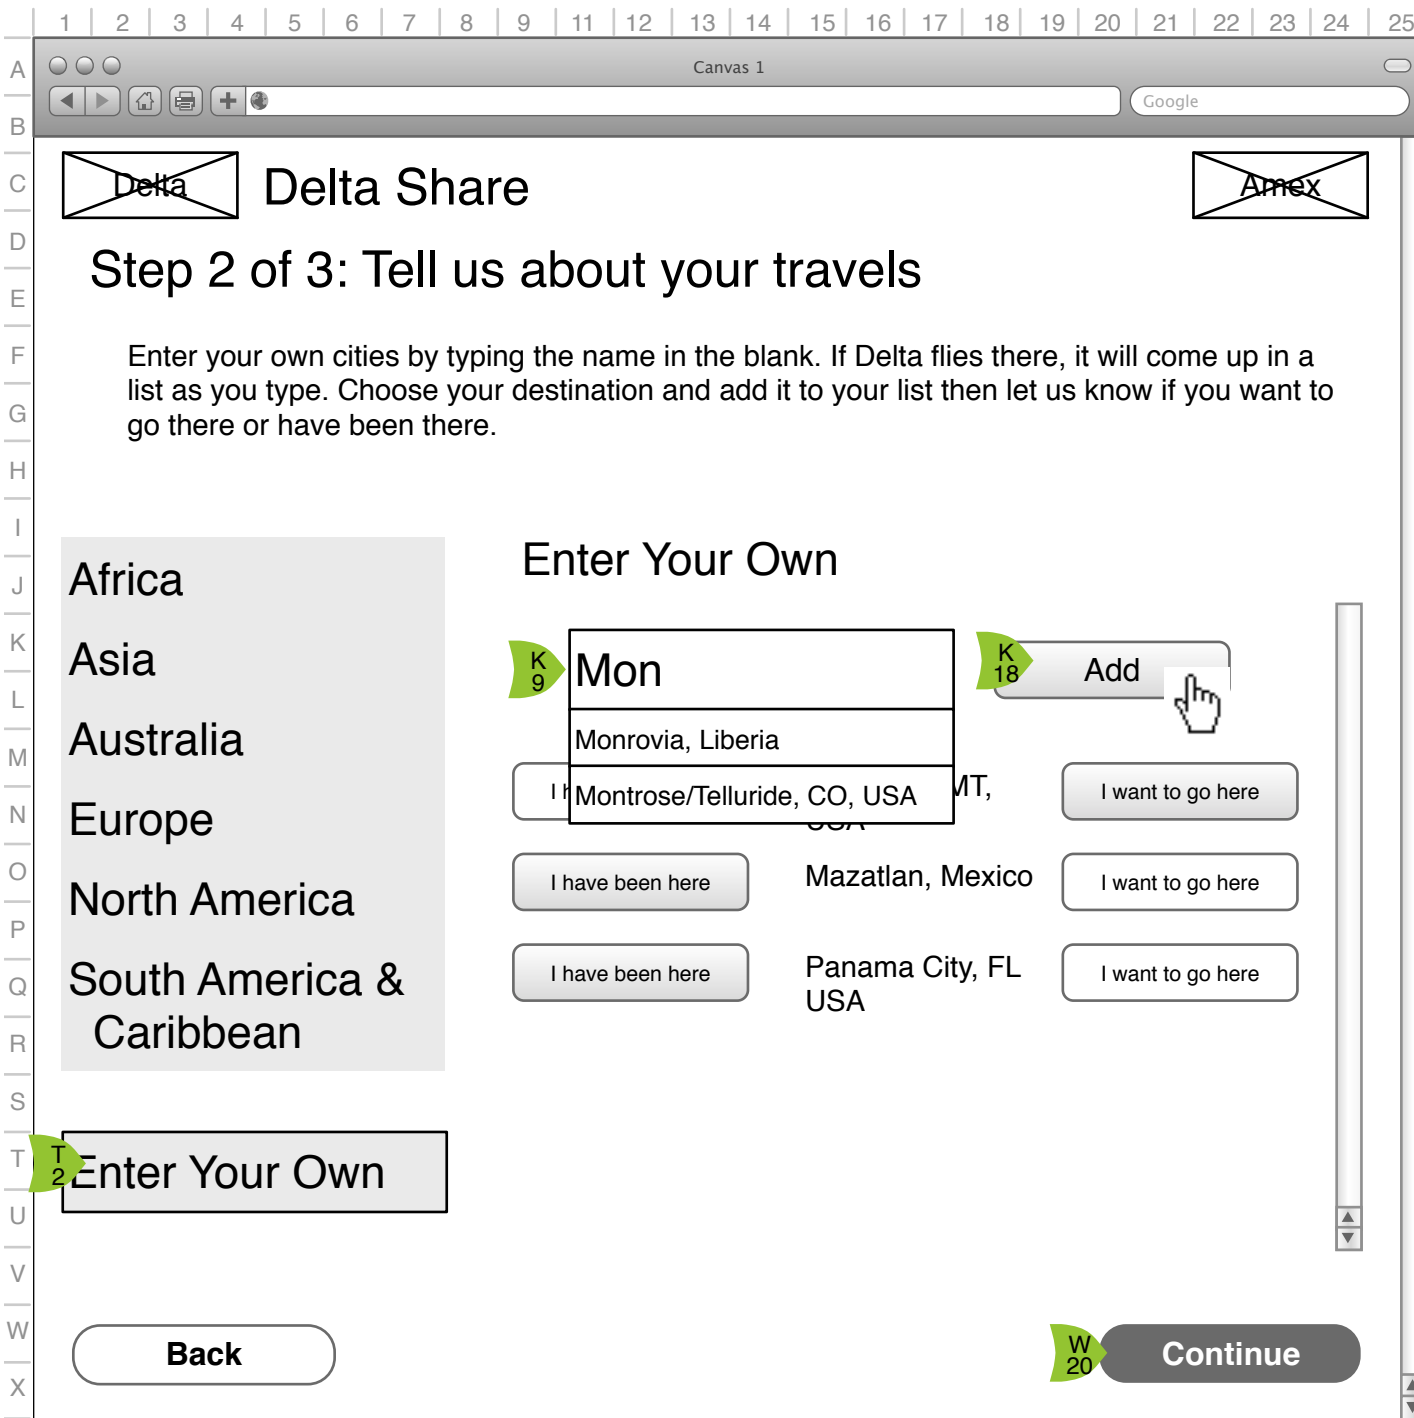 1 2 3 4 5 6 7 8 9 11 12 13 14 15 16 17 18 19 20 21 22 23 24 25
A
B
C
D
E
F
G
H
I
J
K
L
M
N
O
P
Q
R
S
T
U
V
W
X
Canvas 1
Google
Delta
Delta Share
Amex
Step 2 of 3: Tell us about your travels
Enter your own cities by typing the name in the blank. If Delta flies there, it will come up in a
list as you type. Choose your destination and add it to your list then let us know if you want to
go there or have been there.
Africa
Asia
Australia
Europe
North America
South America &
Caribbean
T
2
Enter Your Own
Enter Your Own
K
9
Mon
K
18
Add
Monrovia, Liberia
Montrose/Telluride, CO, USA
I
MT,
USA
I want to go here
I have been here
Mazatlan, Mexico
I want to go here
I have been here
Panama City, FL
USA
I want to go here
Back
W
20
Continue